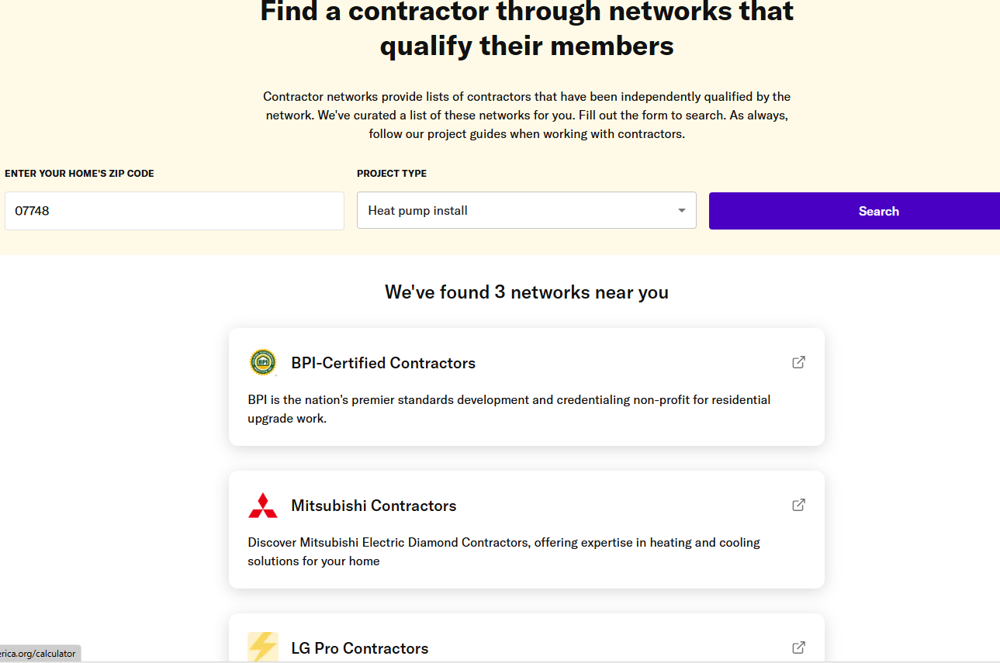 Find a contractor through networks that
qualify their members
Contractor networks provide lists of contractors that have been independently qualified by the
network. We've curated a list of these networks for you. Fill out the form to search. As always,
follow our project guides when working with contractors.
ENTER YOUR HOME'S ZIP CODE
PROJECT TYPE
07748
Heat pump install
Search
We've found 3 networks near you
BPI
BPI-Certified Contractors
BPI is the nation's premier standards development and credentialing non-profit for residential
upgrade work.
Mitsubishi Contractors
Discover Mitsubishi Electric Diamond Contractors, offering expertise in heating and cooling
solutions for your home
LG Pro Contractors
erica.org/calculator